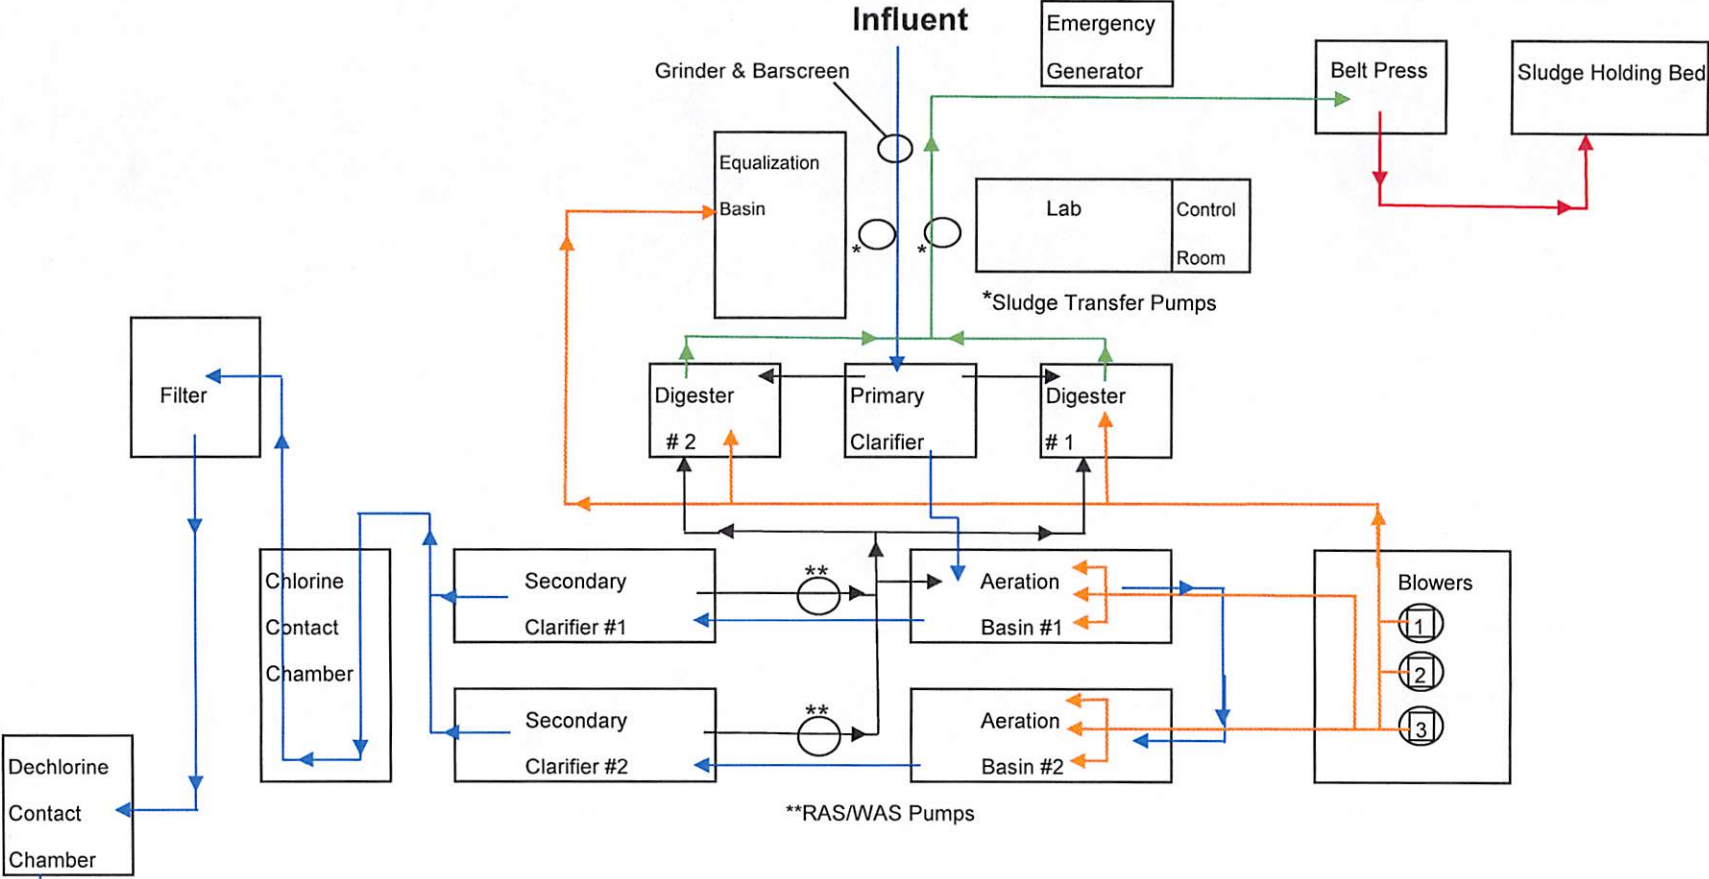 Influent
Emergency
Generator
Grinder & Barscreen
Belt Press
Sludge Holding Bed
Equalization
Basin
*
*
Lab
Control
Room
*Sludge Transfer Pumps
Filter
Digester
# 2
Primary
Clarifier
Digester
# 1
Chlorine
Contact
Chamber
Secondary
Clarifier #1
**
Aeration
Basin #1
Blowers
1
2
3
Secondary
Clarifier #2
**
Aeration
Basin #2
Dechlorine
Contact
Chamber
**RAS/WAS Pumps